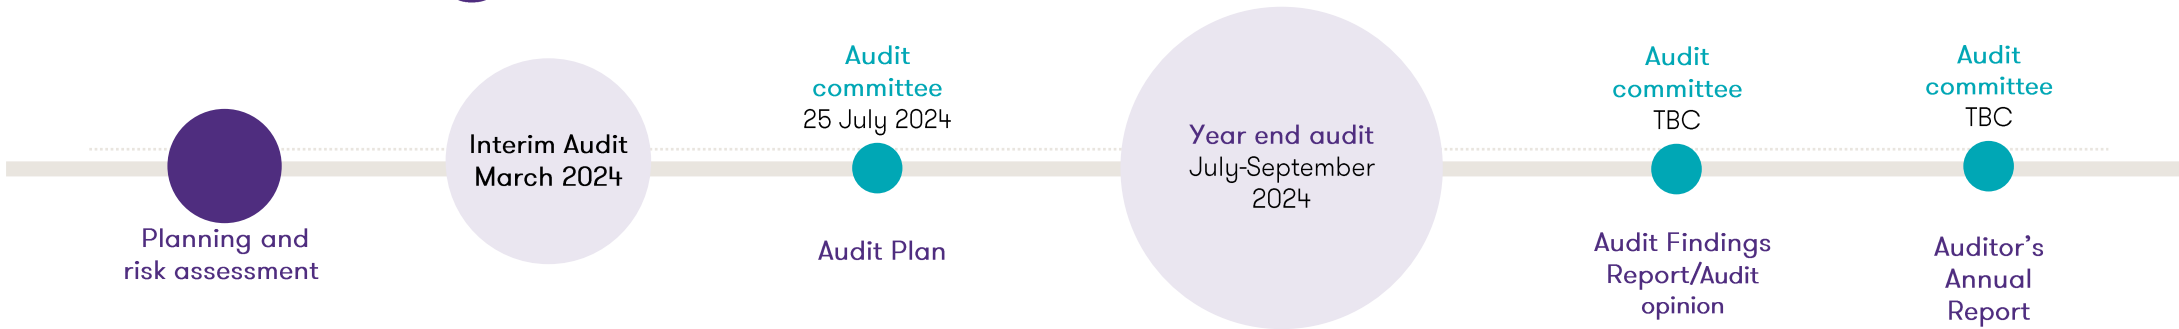 Planning and
risk assessment
Interim Audit
March 2024
Audit
committee
25 July 2024
Audit Plan
Year end audit
July-September
2024
Audit
committee
TBC
Audit Findings
Report/Audit
opinion
Audit
committee
TBC
Auditor’s
Annual
Report